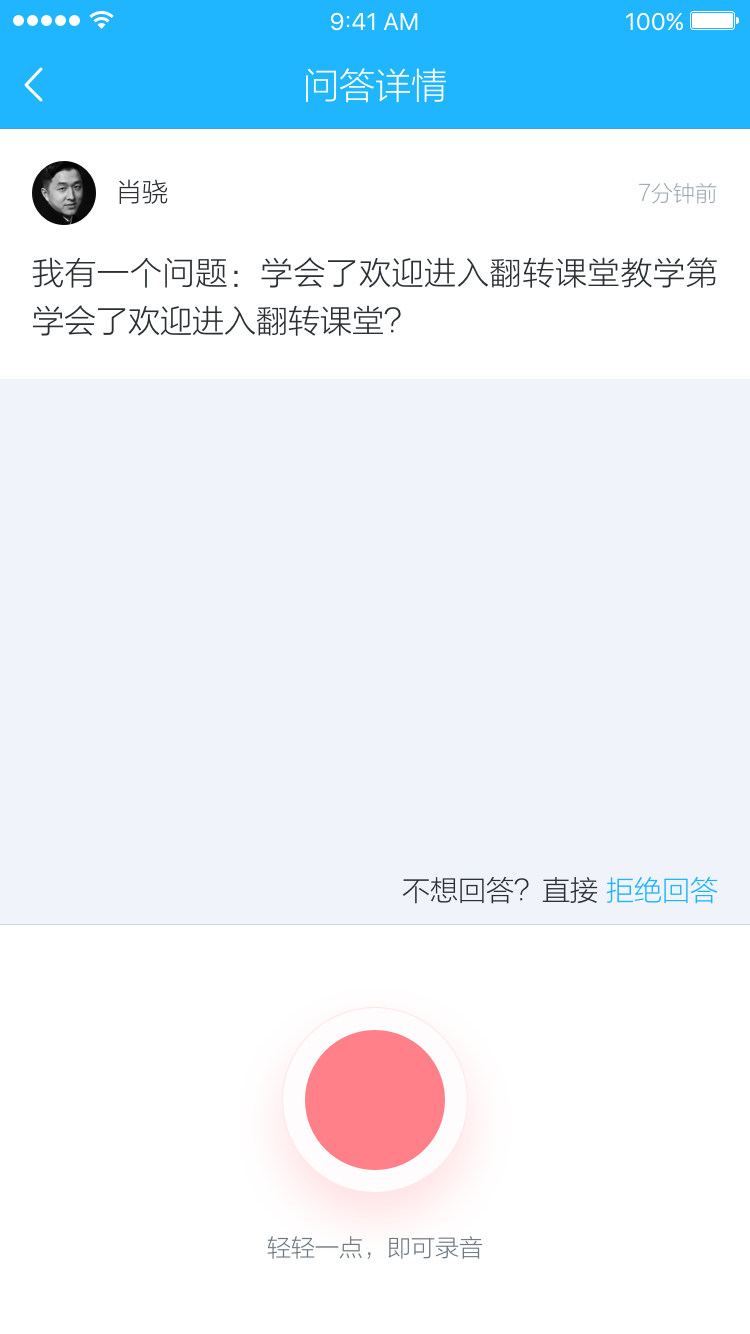 9:41 AM
100%
问答详情
肖骁
7分钟前
我有一个问题：学会了欢迎进入翻转课堂教学第
学会了欢迎进入翻转课堂？
不想回答？直接 拒绝回答
轻轻一点，即可录音